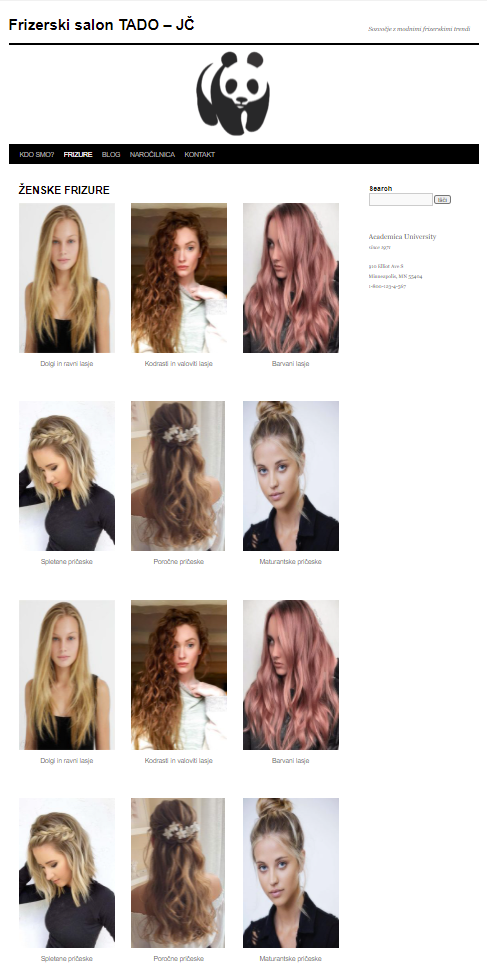 Frizerski salon TADO – JČ
Sozvočje z modnimi frizerskim trendi
KDO SMO? FRIZURE BLOG NAROČILNICA KONTAKT
ŽENSKE FRIZURE
Search
Išči
Academica University
since 1971
910 Elliot Ave S
Minneapolis, MN 55404
1-800-123-4-567
Dolgi in ravni lasje
Kodrasti in valoviti lasje
Barvani lasje
Spletene pričeske
Poročne pričeske
Maturantske pričeske
Dolgi in ravni lasje
Kodrasti in valoviti lasje
Barvani lasje
Spletene pričeske
Poročne pričeske
Maturantske pričeske